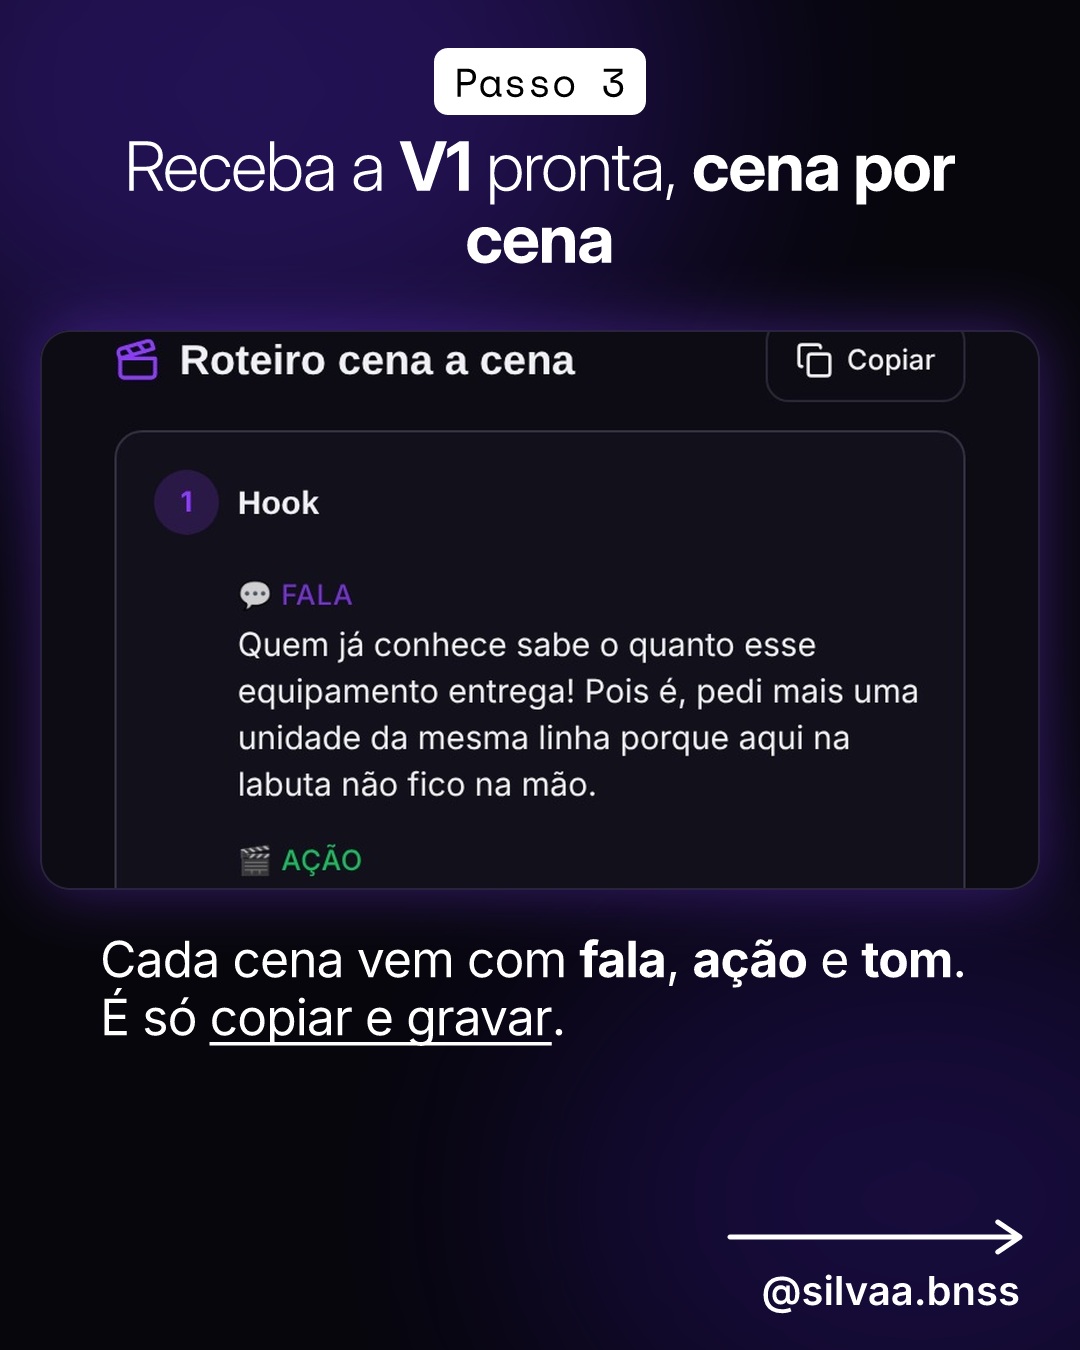 Passo 3
Receba a V1 pronta, cena por
cena
Roteiro cena a cena
Copiar
1
Hook
💬 FALA
Quem já conhece sabe o quanto esse
equipamento entrega! Pois é, pedi mais uma
unidade da mesma linha porque aqui na
labuta não fico na mão.
🎬 AÇÃO
Cada cena vem com fala, ação e tom.
É só copiar e gravar.
@silvaa.bnss